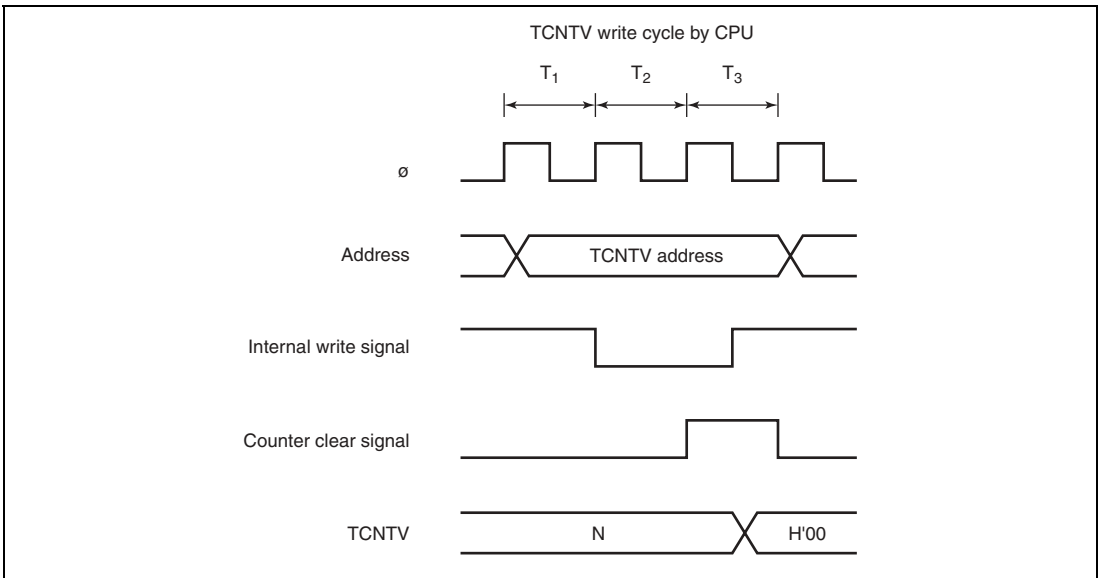 TCNTV write cycle by CPU
T₁ T₂ T₃
ø
Address TCNTV address
Internal write signal
Counter clear signal
TCNTV N H'00